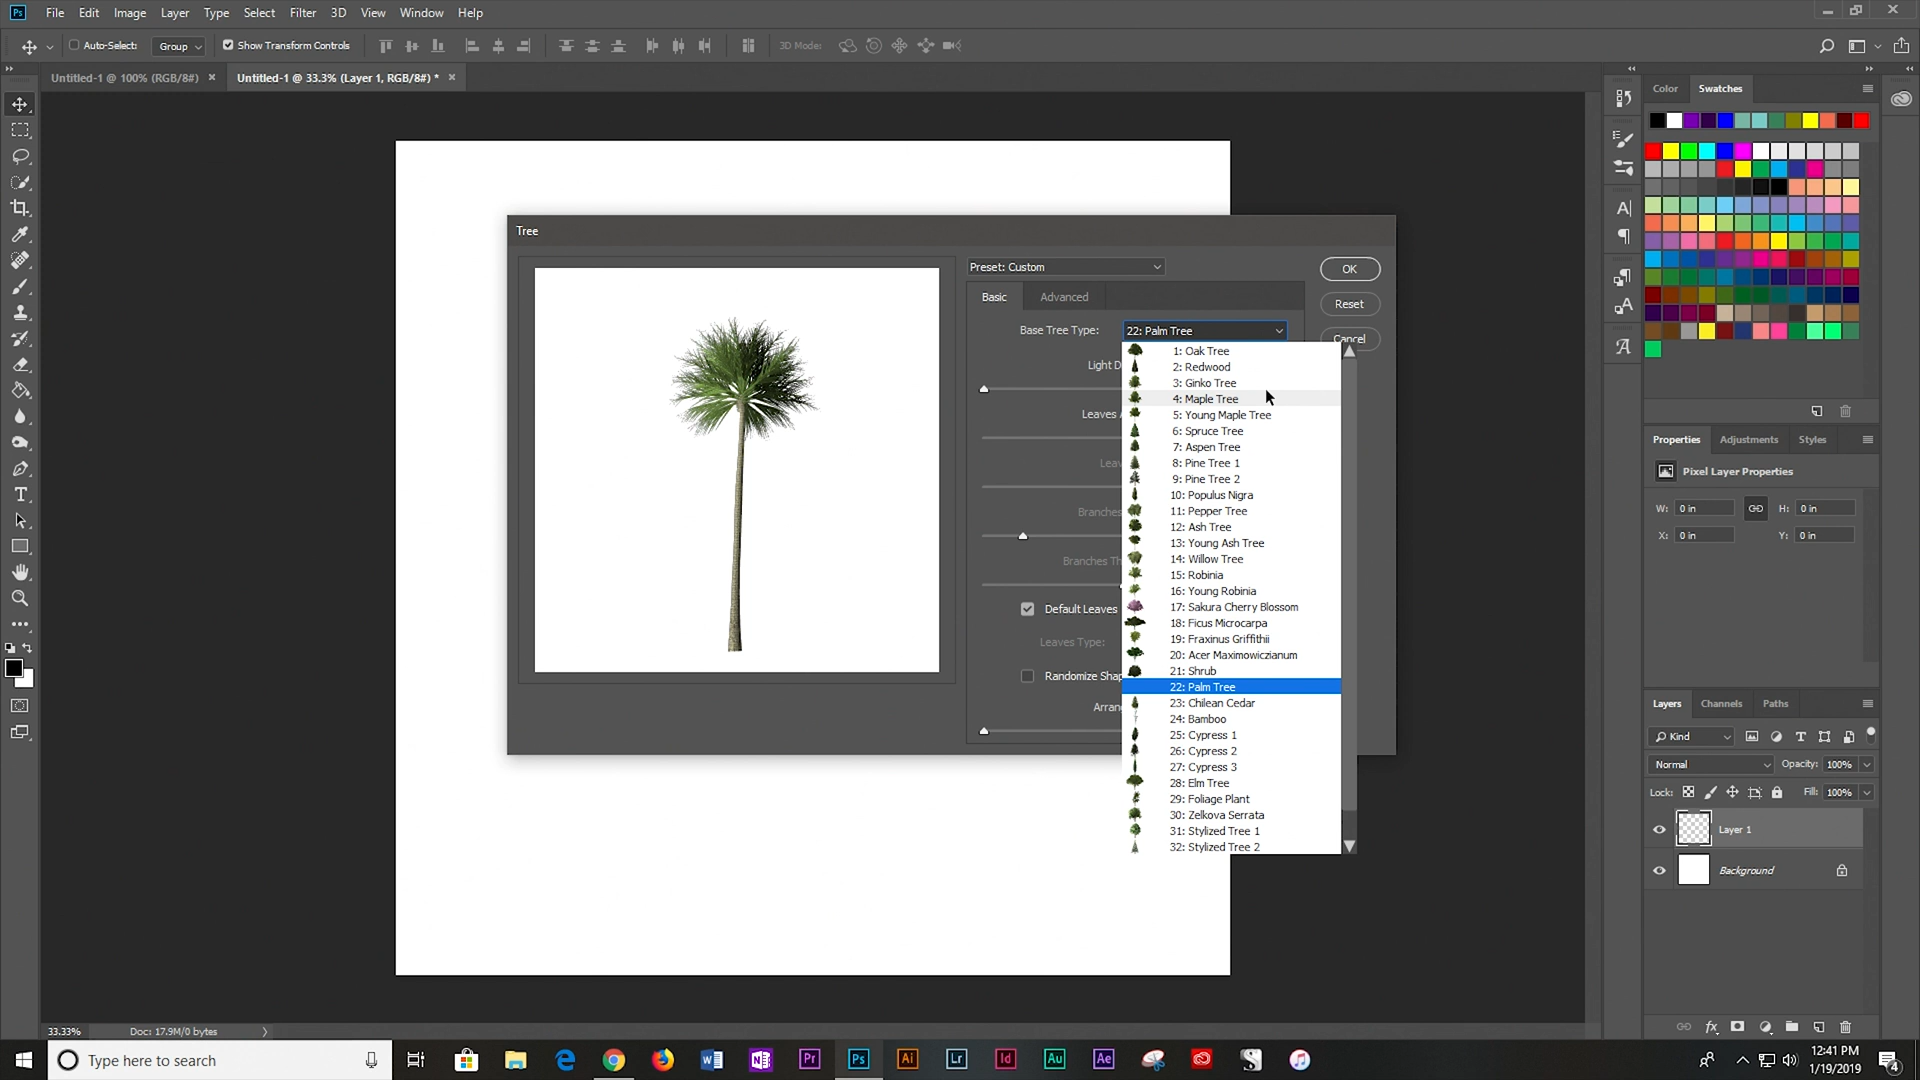 Ps File Edit Image Layer Type Select Filter 3D View Window Help
Auto-Select: Group Show Transform Controls 3D Mode:
Untitled-1 @ 100% (RGB/8#) × Untitled-1 @ 33.3% (Layer 1, RGB/8#) * ×
Color Swatches
Tree
Preset: Custom
OK
Basic Advanced
Reset
Base Tree Type: 22: Palm Tree
Cancel
Light D
Leaves
Leav
Branches
Branches Th
Default Leaves
Leaves Type:
Randomize Shap
Arran
1: Oak Tree
2: Redwood
3: Ginko Tree
4: Maple Tree
5: Young Maple Tree
6: Spruce Tree
7: Aspen Tree
8: Pine Tree 1
9: Pine Tree 2
10: Populus Nigra
11: Pepper Tree
12: Ash Tree
13: Young Ash Tree
14: Willow Tree
15: Robinia
16: Young Robinia
17: Sakura Cherry Blossom
18: Ficus Microcarpa
19: Fraxinus Griffithii
20: Acer Maximowiczianum
21: Shrub
22: Palm Tree
23: Chilean Cedar
24: Bamboo
25: Cypress 1
26: Cypress 2
27: Cypress 3
28: Elm Tree
29: Foliage Plant
30: Zelkova Serrata
31: Stylized Tree 1
32: Stylized Tree 2
Properties Adjustments Styles
Pixel Layer Properties
W: 0 in H: 0 in
X: 0 in Y: 0 in
Layers Channels Paths
Kind
Normal Opacity: 100%
Lock: Fill: 100%
Layer 1
Background
fx
33.33% Doc: 17.9M/0 bytes
Type here to search
Pr Ps Ai Lr Id Au Ae
12:41 PM
1/19/2019
4